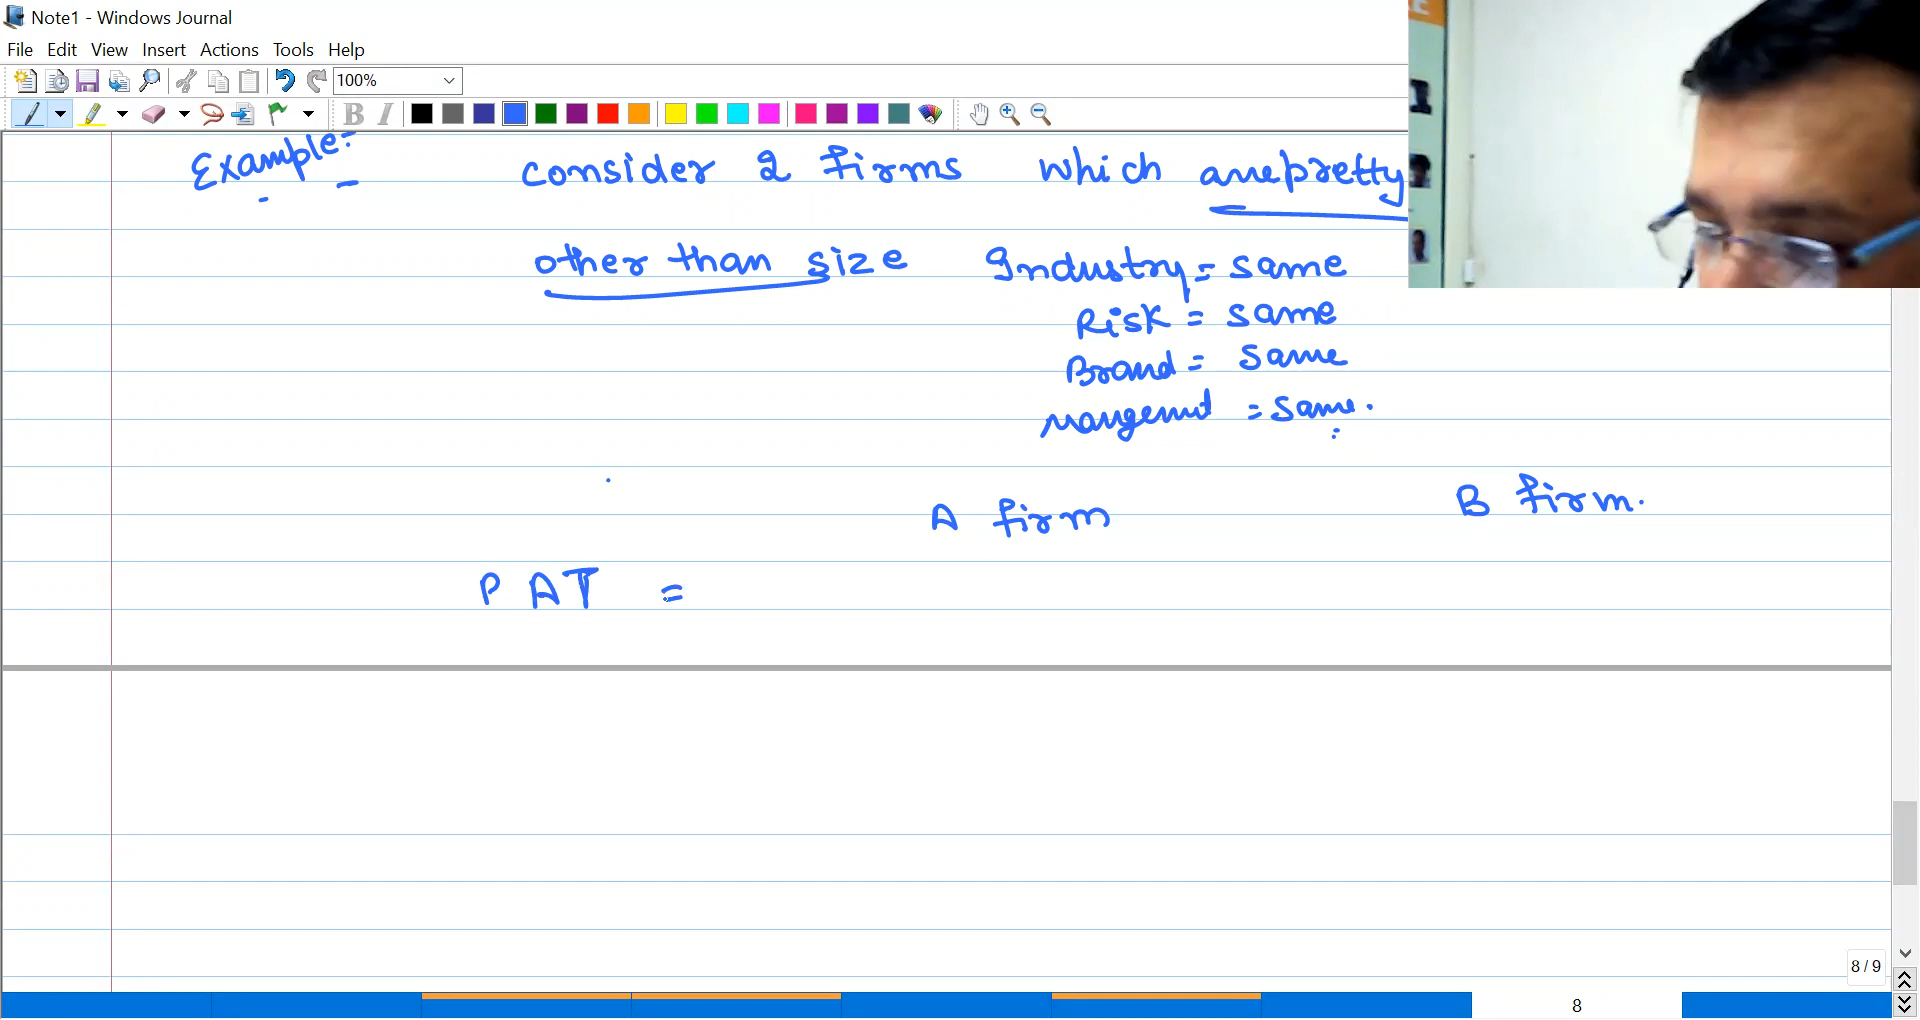 Note1 - Windows Journal
File Edit View Insert Actions Tools Help
100%
B I
Example:-
consider 2 firms which are pretty
other than size Industry = same
Risk = same
Brand = same
mangemnt = same.
A firm B firm.
PAT =
8 / 9
8